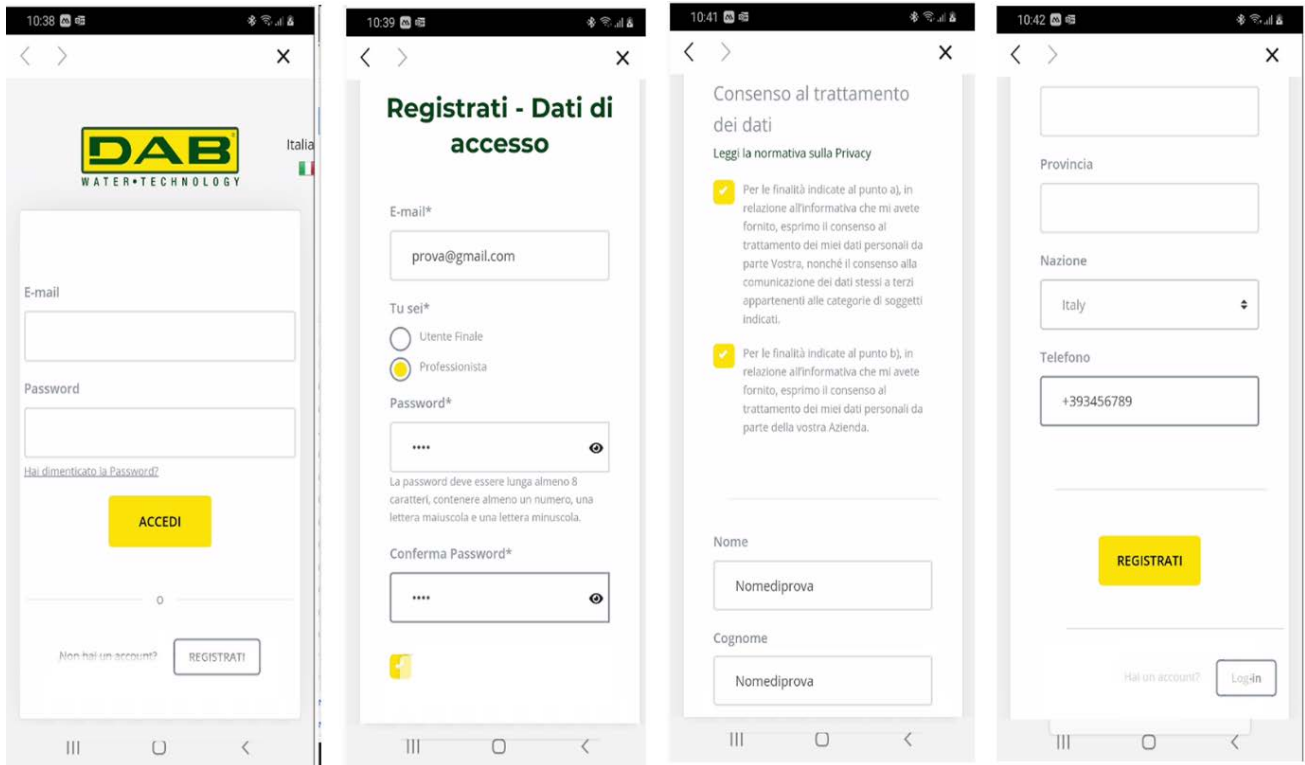 10:38
Italia
DAB
WATER•TECHNOLOGY
E-mail
Password
Hai dimenticato la Password?
ACCEDI
o
Non hai un account?
REGISTRATI
10:39
Registrati - Dati di
accesso
E-mail*
prova@gmail.com
Tu sei*
Utente Finale
Professionista
Password*
••••
La password deve essere lunga almeno 8
caratteri, contenere almeno un numero, una
lettera maiuscola e una lettera minuscola.
Conferma Password*
••••
10:41
Consenso al trattamento
dei dati
Leggi la normativa sulla Privacy
Per le finalità indicate al punto a), in
relazione all'informativa che mi avete
fornito, esprimo il consenso al
trattamento dei miei dati personali da
parte Vostra, nonché il consenso alla
comunicazione dei dati stessi a terzi
appartenenti alle categorie di soggetti
indicati.
Per le finalità indicate al punto b), in
relazione all'informativa che mi avete
fornito, esprimo il consenso al
trattamento dei miei dati personali da
parte della vostra Azienda.
Nome
Nomediprova
Cognome
Nomediprova
10:42
Provincia
Nazione
Italy
Telefono
+393456789
REGISTRATI
Hai un account?
Log-in